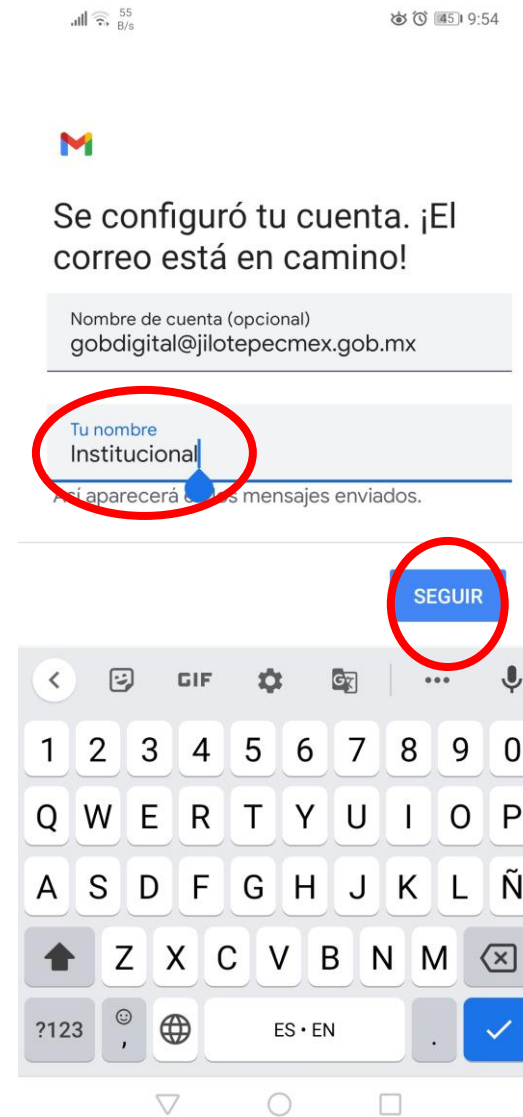 55
B/s
45 9:54
Se configuró tu cuenta. ¡El
correo está en camino!
Nombre de cuenta (opcional)
gobdigital@jilotepecmex.gob.mx
Tu nombre
Institucional
Así aparecerá en los mensajes enviados.
SEGUIR
GIF
1 2 3 4 5 6 7 8 9 0
Q W E R T Y U I O P
A S D F G H J K L Ñ
Z X C V B N M
?123 , ES • EN .